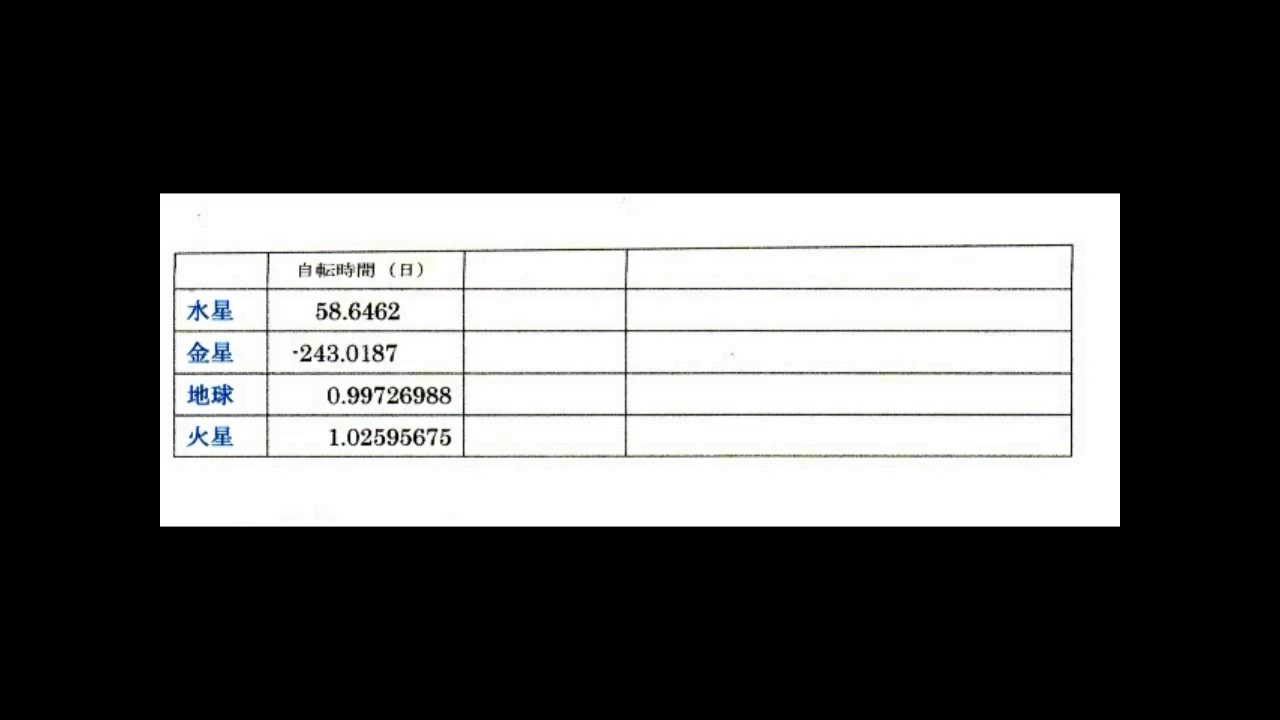 自転時間（日）
水星 58.6462
金星 -243.0187
地球 0.99726988
火星 1.02595675